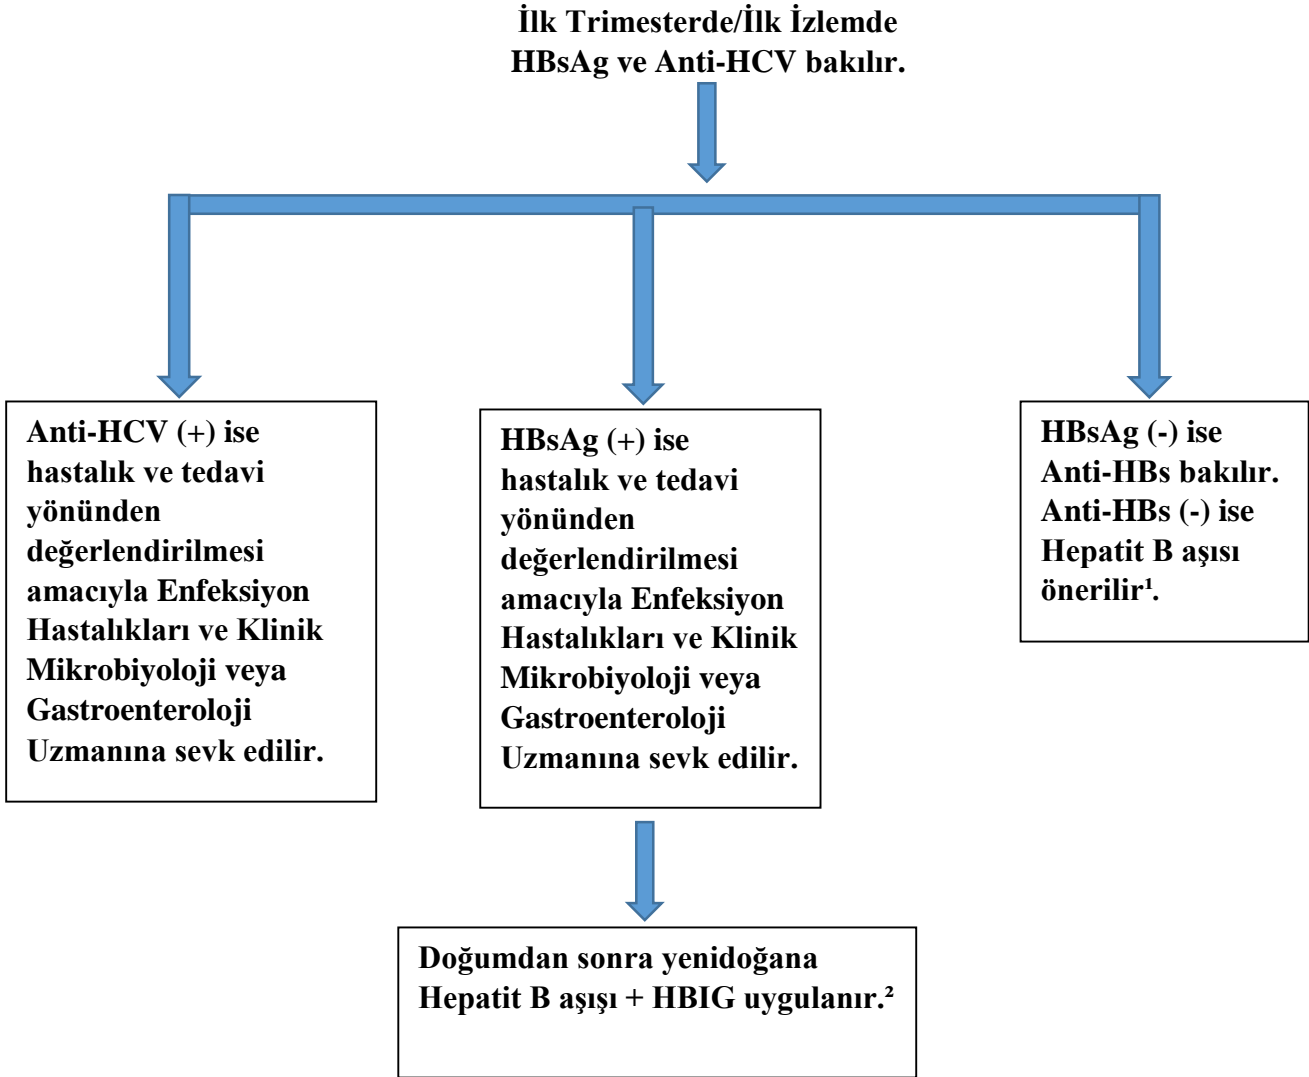 İlk Trimesterde/İlk İzlemde
HBsAg ve Anti-HCV bakılır.
Anti-HCV (+) ise
hastalık ve tedavi
yönünden
değerlendirilmesi
amacıyla Enfeksiyon
Hastalıkları ve Klinik
Mikrobiyoloji veya
Gastroenteroloji
Uzmanına sevk edilir.
HBsAg (+) ise
hastalık ve tedavi
yönünden
değerlendirilmesi
amacıyla Enfeksiyon
Hastalıkları ve Klinik
Mikrobiyoloji veya
Gastroenteroloji
Uzmanına sevk edilir.
HBsAg (-) ise
Anti-HBs bakılır.
Anti-HBs (-) ise
Hepatit B aşısı
önerilir¹.
Doğumdan sonra yenidoğana
Hepatit B aşışı + HBIG uygulanır.²